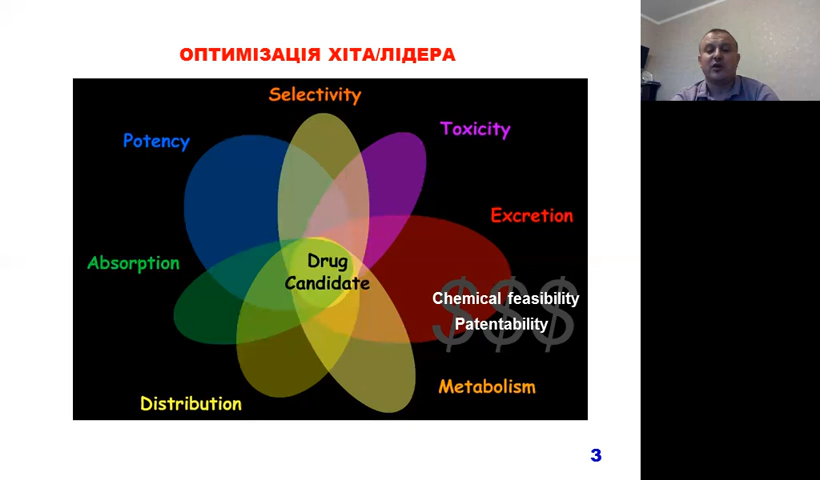 ОПТИМІЗАЦІЯ ХІТА/ЛІДЕРА
Selectivity
Toxicity
Potency
Excretion
Absorption
Drug
Candidate
$$$
Chemical feasibility
Patentability
Metabolism
Distribution
3